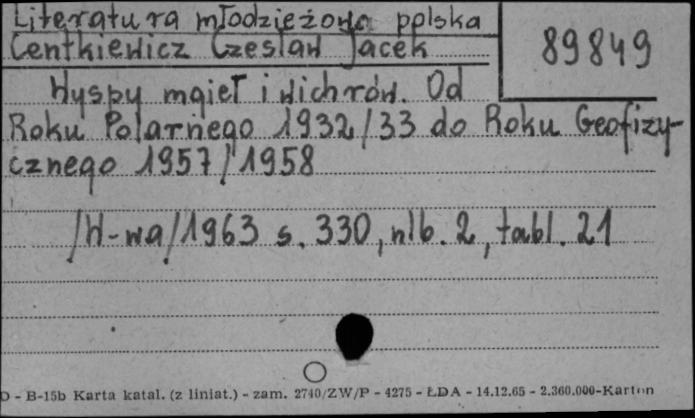 Literatura młodzieżowa polska
Centkiewicz Czesław Jacek
89849
Wyspy mgieł i wichrów. Od
Roku Polarnego 1932/33 do Roku Geofizy-
cznego 1957/1958
/W-wa/1963 s. 330, nlb. 2, tabl. 21
D - B-15b Karta katal. (z liniat.) - zam. 2740/ZW/P - 4275 - ŁDA - 14.12.65 - 2.360.000-Karton